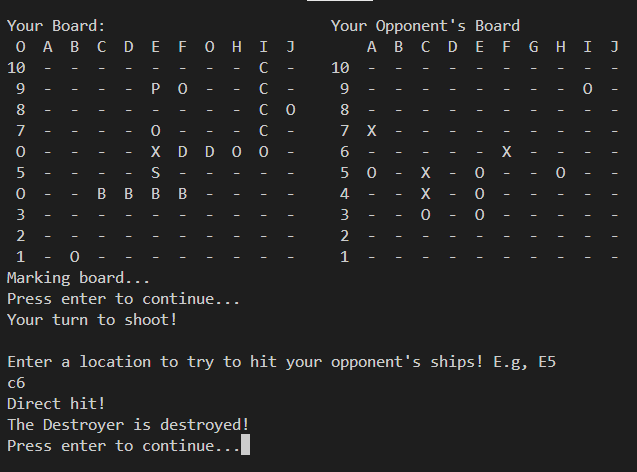 Your Board:                      Your Opponent's Board
 O  A  B  C  D  E  F  O  H  I  J        A  B  C  D  E  F  G  H  I  J
10  -  -  -  -  -  -  -  -  C  -    10  -  -  -  -  -  -  -  -  -  -
 9  -  -  -  -  P  O  -  -  C  -     9  -  -  -  -  -  -  -  -  O  -
 8  -  -  -  -  -  -  -  -  C  O     8  -  -  -  -  -  -  -  -  -  -
 7  -  -  -  -  O  -  -  -  C  -     7  X  -  -  -  -  -  -  -  -  -
 O  -  -  -  -  X  D  D  O  O  -     6  -  -  -  -  -  X  -  -  -  -
 5  -  -  -  -  S  -  -  -  -  -     5  O  -  X  -  O  -  -  O  -  -
 O  -  -  B  B  B  B  -  -  -  -     4  -  -  X  -  O  -  -  -  -  -
 3  -  -  -  -  -  -  -  -  -  -     3  -  -  O  -  O  -  -  -  -  -
 2  -  -  -  -  -  -  -  -  -  -     2  -  -  -  -  -  -  -  -  -  -
 1  -  O  -  -  -  -  -  -  -  -     1  -  -  -  -  -  -  -  -  -  -
Marking board...
Press enter to continue...
Your turn to shoot!
Enter a location to try to hit your opponent's ships! E.g, E5
c6
Direct hit!
The Destroyer is destroyed!
Press enter to continue...